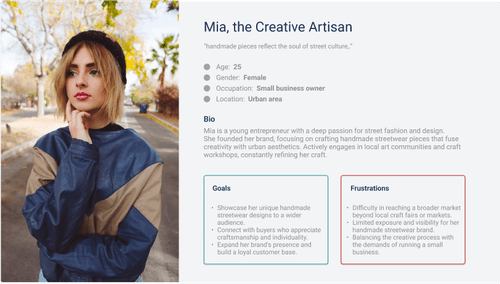 Mia, the Creative Artisan
"handmade pieces reflect the soul of street culture,."
Age: 25
Gender: Female
Occupation: Small business owner
Location: Urban area
Bio
Mia is a young entrepreneur with a deep passion for street fashion and design.
She founded her brand, focusing on crafting handmade streetwear pieces that fuse
creativity with urban aesthetics. Actively engages in local art communities and craft
workshops, constantly refining her craft.
Goals
• Showcase her unique handmade
streetwear designs to a wider
audience.
• Connect with buyers who appreciate
craftsmanship and individuality.
• Expand her brand's presence and
build a loyal customer base.
Frustrations
• Difficulty in reaching a broader market
beyond local craft fairs or markets.
• Limited exposure and visibility for her
handmade streetwear brand.
• Balancing the creative process with
the demands of running a small
business.